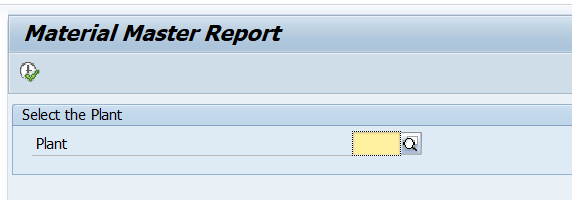 Material Master Report
Select the Plant
Plant